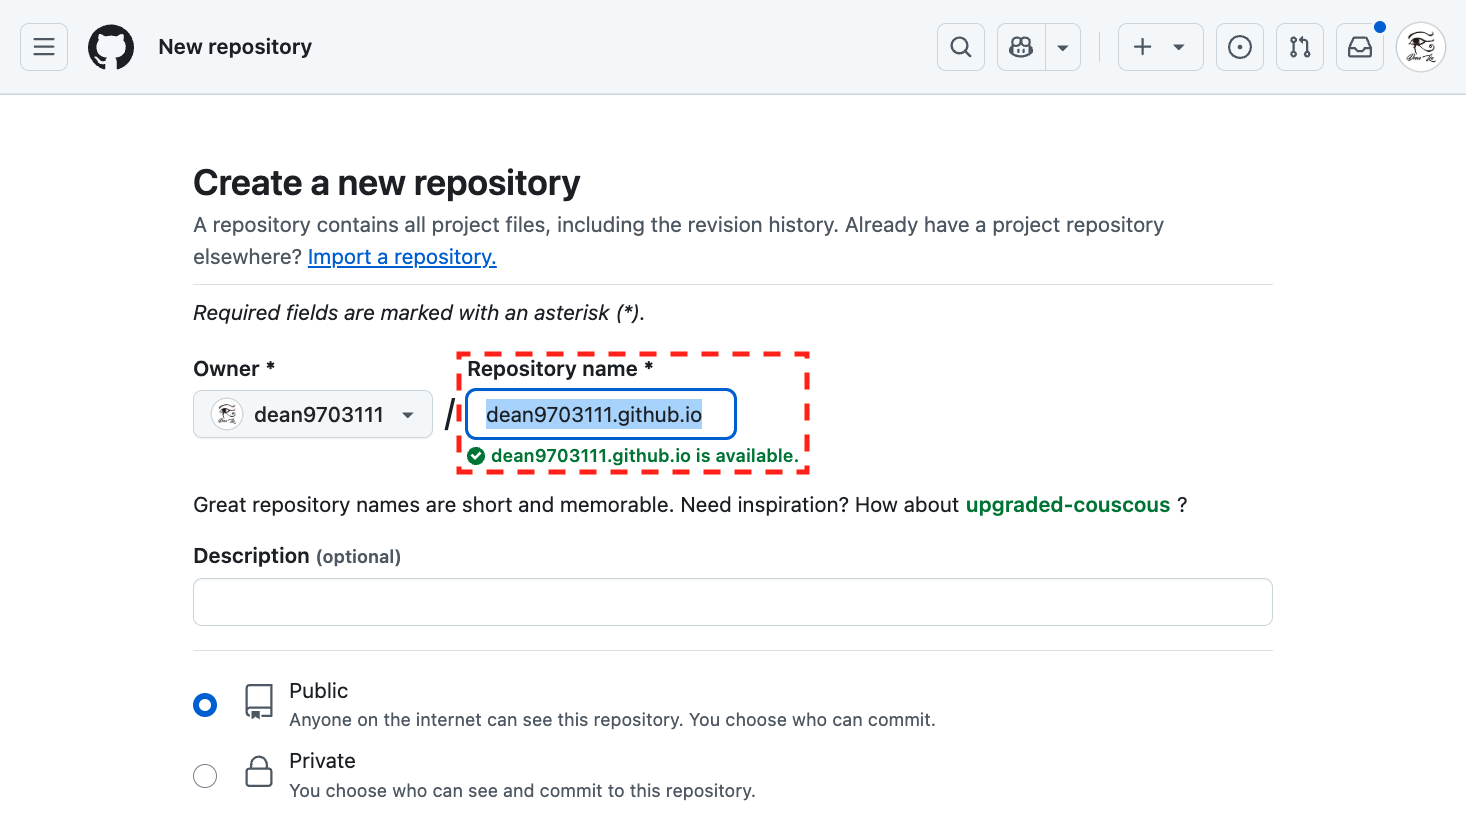 New repository
Create a new repository
A repository contains all project files, including the revision history. Already have a project repository
elsewhere? Import a repository.
Required fields are marked with an asterisk (*).
Owner *
Repository name *
dean9703111
/
dean9703111.github.io
dean9703111.github.io is available.
Great repository names are short and memorable. Need inspiration? How about upgraded-couscous ?
Description (optional)
Public
Anyone on the internet can see this repository. You choose who can commit.
Private
You choose who can see and commit to this repository.